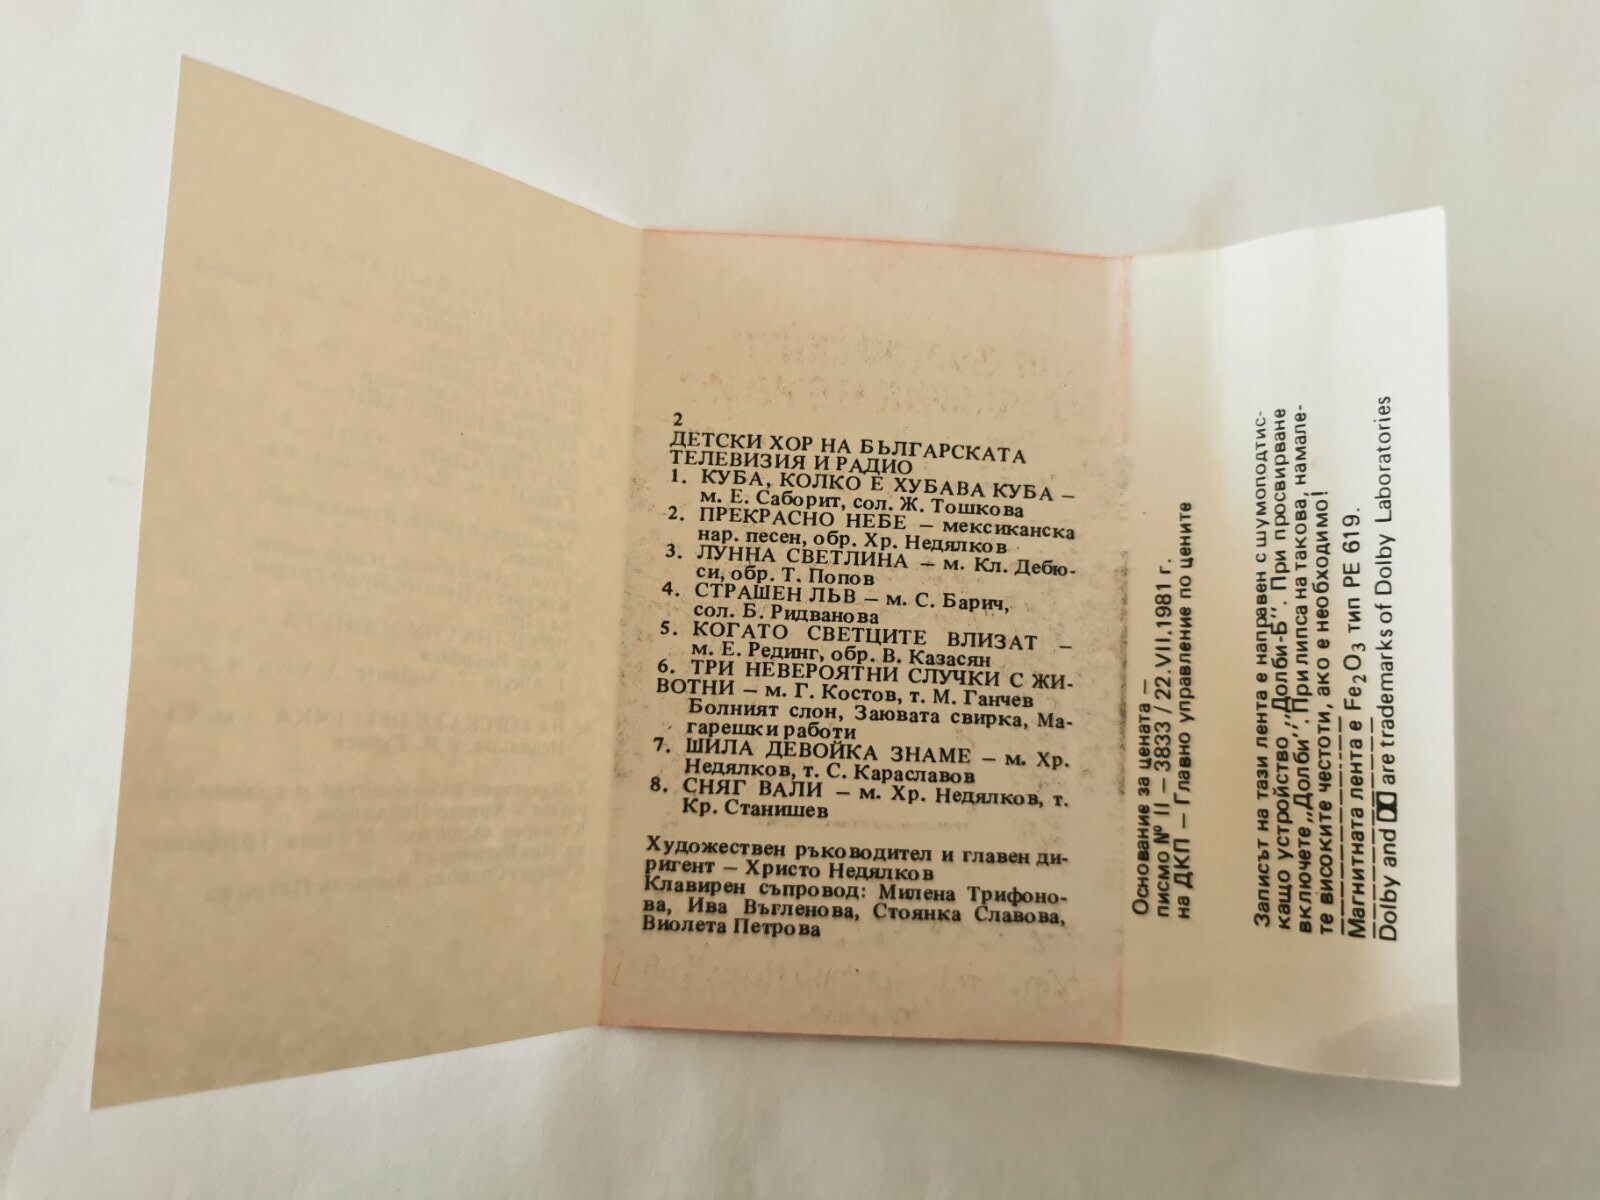 2
ДЕТСКИ ХОР НА БЪЛГАРСКАТА
ТЕЛЕВИЗИЯ И РАДИО
1. КУБА, КОЛКО Е ХУБАВА КУБА –
м. Е. Саборит, сол. Ж. Тошкова
2. ПРЕКРАСНО НЕБЕ – мексиканска
нар. песен, обр. Хр. Недялков
3. ЛУННА СВЕТЛИНА – м. Кл. Дебю-
си, обр. Т. Попов
4. СТРАШЕН ЛЪВ – м. С. Барич,
сол. Б. Ридванова
5. КОГАТО СВЕТЦИТЕ ВЛИЗАТ –
м. Е. Рединг, обр. В. Казасян
6. ТРИ НЕВЕРОЯТНИ СЛУЧКИ С ЖИ-
ВОТНИ – м. Г. Костов, т. М. Ганчев
Болният слон, Заювата свирка, Ма-
гарешки работи
7. ШИЛА ДЕВОЙКА ЗНАМЕ – м. Хр.
Недялков, т. С. Караславов
8. СНЯГ ВАЛИ – м. Хр. Недялков, т.
Кр. Станишев
Художествен ръководител и главен ди-
ригент – Христо Недялков
Клавирен съпровод: Милена Трифоно-
ва, Ива Въгленова, Стоянка Славова,
Виолета Петрова
Основание за цената –
писмо № II – 3833 / 22.VII.1981 г.
на ДКП – Главно управление по цените
Записът на тази лента е направен с шумоподтис-
кащо устройство „Долби-Б". При просвирване
включете „Долби". При липса на такова, намале-
те високите честоти, ако е необходимо!
Магнитната лента е Fe2O3 тип PE 619.
Dolby and are trademarks of Dolby Laboratories